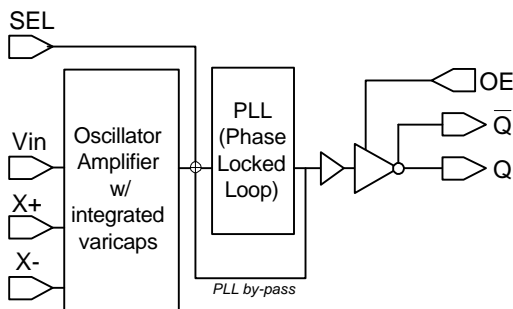 SEL
OE
PLL
(Phase
Locked
Loop)
Oscillator
Amplifier
w/
integrated
varicaps
Vin
X+
X-
Q̅
Q
PLL by-pass